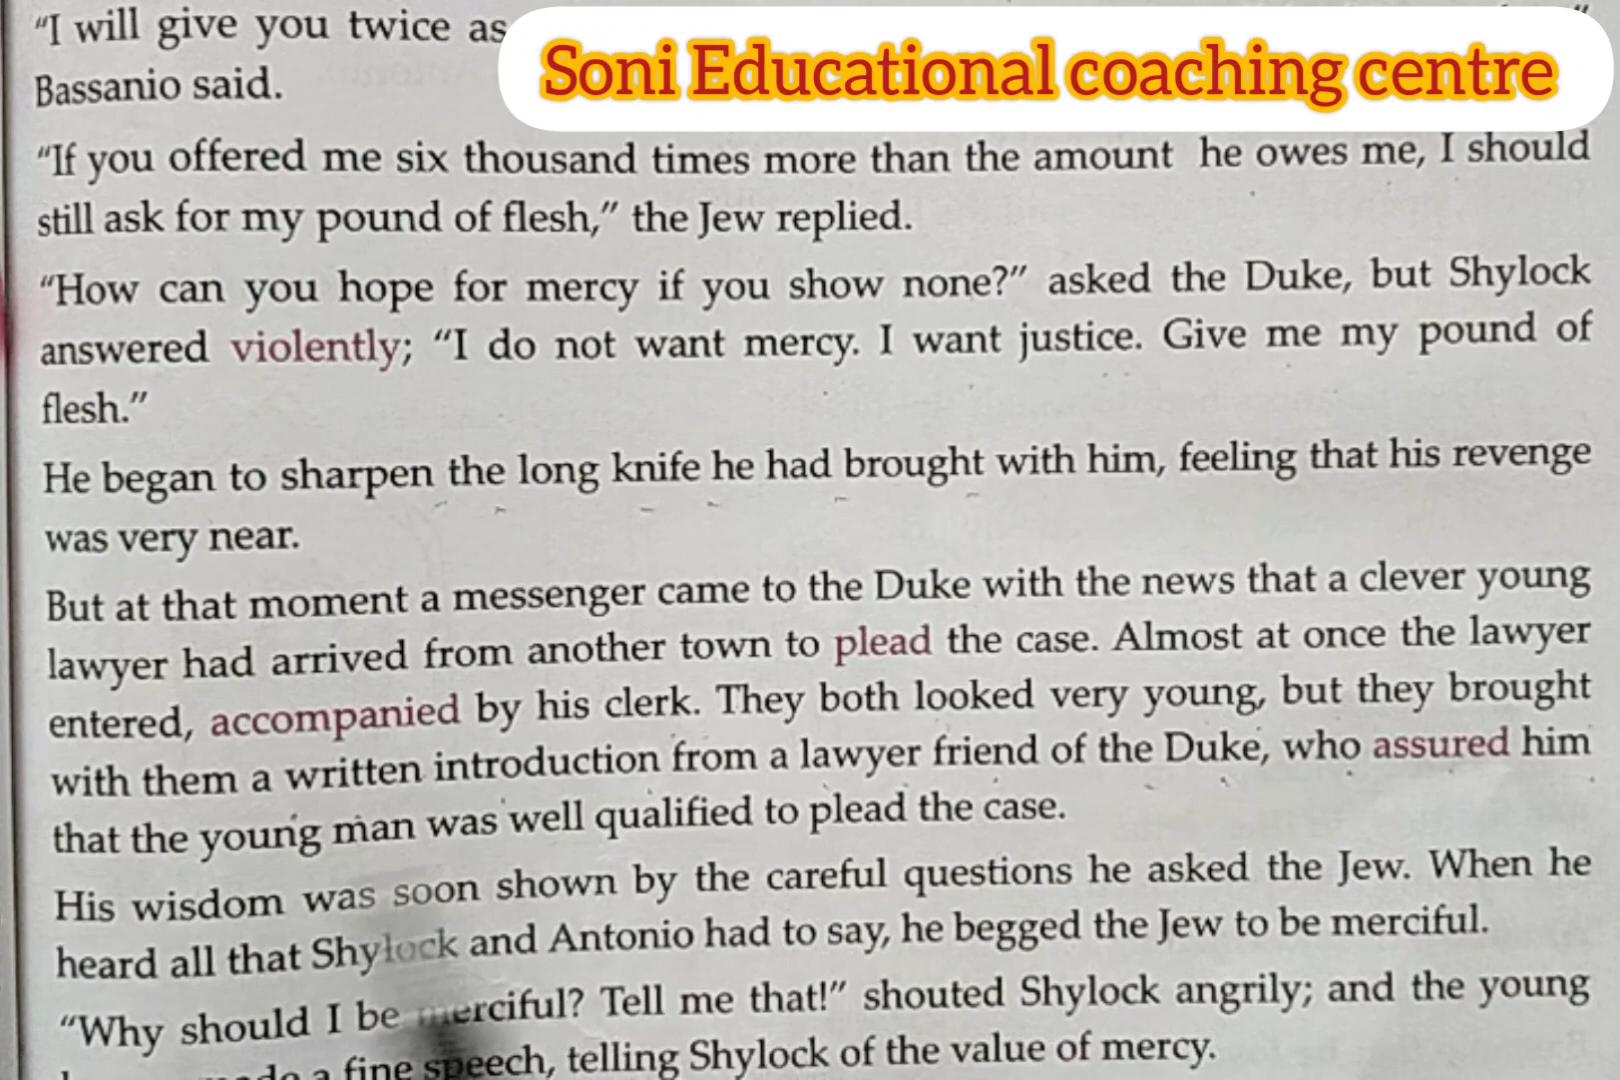 “I will give you twice as
Soni Educational coaching centre
Bassanio said.
“If you offered me six thousand times more than the amount he owes me, I should
still ask for my pound of flesh,” the Jew replied.
“How can you hope for mercy if you show none?” asked the Duke, but Shylock
answered violently; “I do not want mercy. I want justice. Give me my pound of
flesh.”
He began to sharpen the long knife he had brought with him, feeling that his revenge
was very near.
But at that moment a messenger came to the Duke with the news that a clever young
lawyer had arrived from another town to plead the case. Almost at once the lawyer
entered, accompanied by his clerk. They both looked very young, but they brought
with them a written introduction from a lawyer friend of the Duke, who assured him
that the young man was well qualified to plead the case.
His wisdom was soon shown by the careful questions he asked the Jew. When he
heard all that Shylock and Antonio had to say, he begged the Jew to be merciful.
“Why should I be merciful? Tell me that!” shouted Shylock angrily; and the young
a fine speech, telling Shylock of the value of mercy.